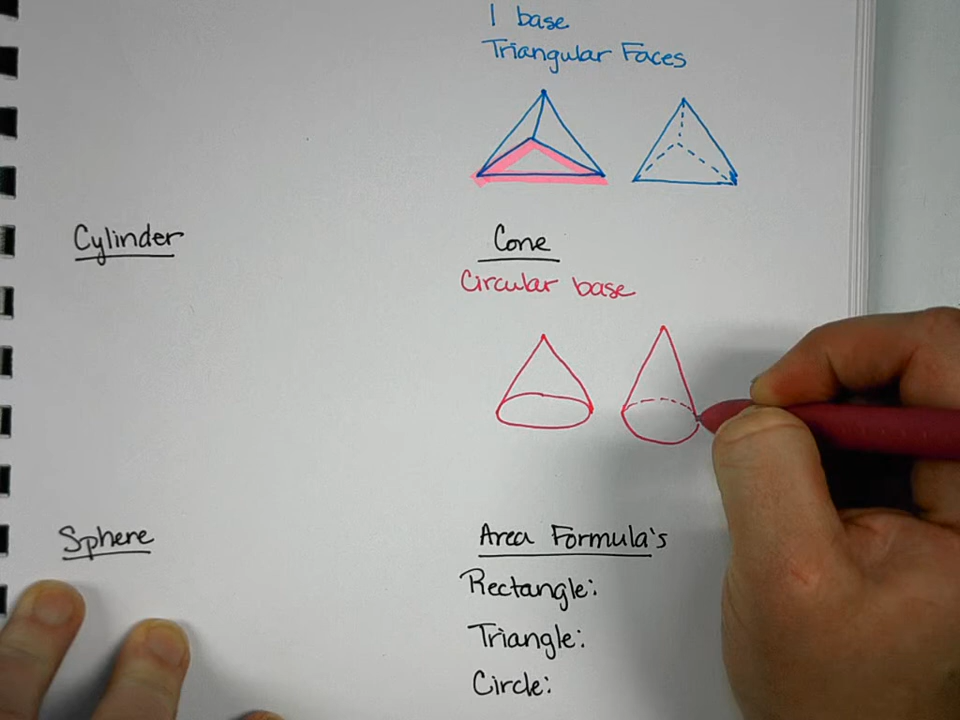 1 base
Triangular Faces
Cylinder
Cone
Circular base
Sphere
Area Formula's
Rectangle:
Triangle:
Circle: